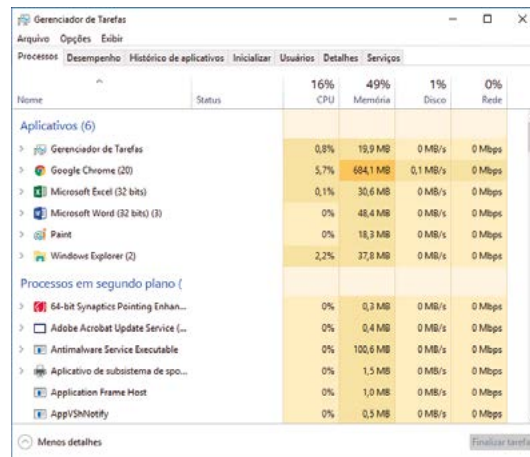 Gerenciador de Tarefas
Arquivo Opções Exibir
Processos Desempenho Histórico de aplicativos Inicializar Usuários Detalhes Serviços
16% 49% 1% 0%
Nome Status CPU Memória Disco Rede
Aplicativos (6)
Gerenciador de Tarefas 0,8% 19,9 MB 0 MB/s 0 Mbps
Google Chrome (20) 5,7% 684,1 MB 0,1 MB/s 0 Mbps
Microsoft Excel (32 bits) 0,1% 30,6 MB 0 MB/s 0 Mbps
Microsoft Word (32 bits) (3) 0% 48,4 MB 0 MB/s 0 Mbps
Paint 0% 18,3 MB 0 MB/s 0 Mbps
Windows Explorer (2) 2,2% 37,8 MB 0 MB/s 0 Mbps
Processos em segundo plano (
64-bit Synaptics Pointing Enhan... 0% 0,3 MB 0 MB/s 0 Mbps
Adobe Acrobat Update Service (... 0% 0,4 MB 0 MB/s 0 Mbps
Antimalware Service Executable 0% 100,6 MB 0 MB/s 0 Mbps
Aplicativo de subsistema de spo... 0% 1,5 MB 0 MB/s 0 Mbps
Application Frame Host 0% 1,0 MB 0 MB/s 0 Mbps
AppVShNotify 0% 0,5 MB 0 MB/s 0 Mbps
Menos detalhes Finalizar tarefa